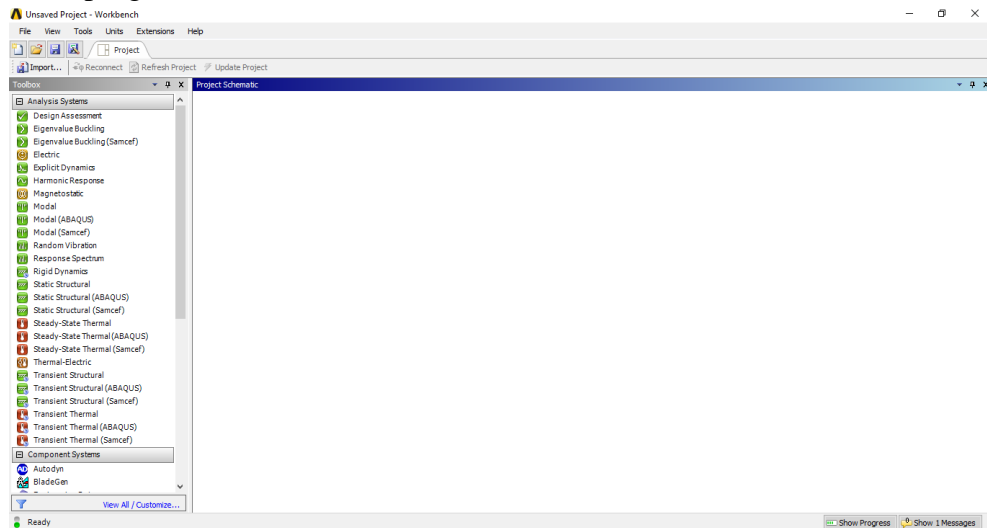 Unsaved Project - Workbench
File View Tools Units Extensions Help
Project
Import... Reconnect Refresh Project Update Project
Toolbox
Project Schematic
Analysis Systems
Design Assessment
Eigenvalue Buckling
Eigenvalue Buckling (Samcef)
Electric
Explicit Dynamics
Harmonic Response
Magnetostatic
Modal
Modal (ABAQUS)
Modal (Samcef)
Random Vibration
Response Spectrum
Rigid Dynamics
Static Structural
Static Structural (ABAQUS)
Static Structural (Samcef)
Steady-State Thermal
Steady-State Thermal (ABAQUS)
Steady-State Thermal (Samcef)
Thermal-Electric
Transient Structural
Transient Structural (ABAQUS)
Transient Structural (Samcef)
Transient Thermal
Transient Thermal (ABAQUS)
Transient Thermal (Samcef)
Component Systems
AD Autodyn
BladeGen
View All / Customize...
Ready
Show Progress Show 1 Messages